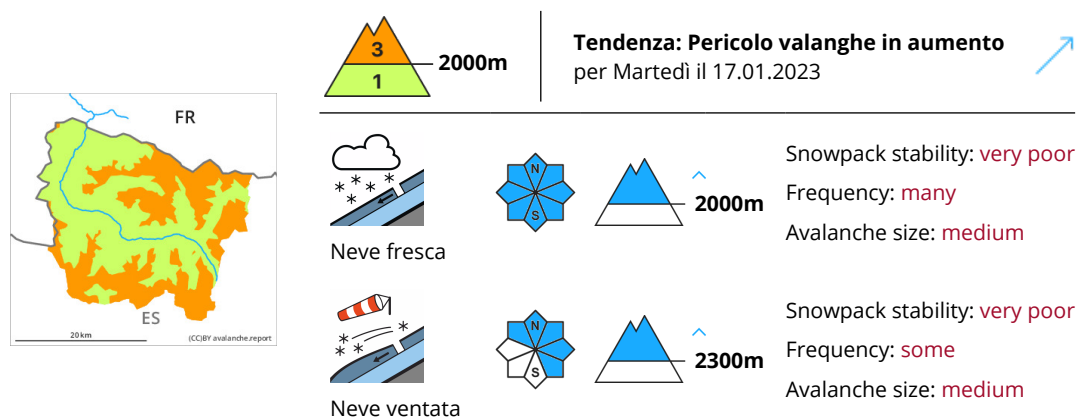 3
1
2000m
Tendenza: Pericolo valanghe in aumento
per Martedì il 17.01.2023
FR
ES
20 km
(CC)BY avalanche.report
Neve fresca
N
S
2000m
Snowpack stability: very poor
Frequency: many
Avalanche size: medium
Neve ventata
N
S
2300m
Snowpack stability: very poor
Frequency: some
Avalanche size: medium